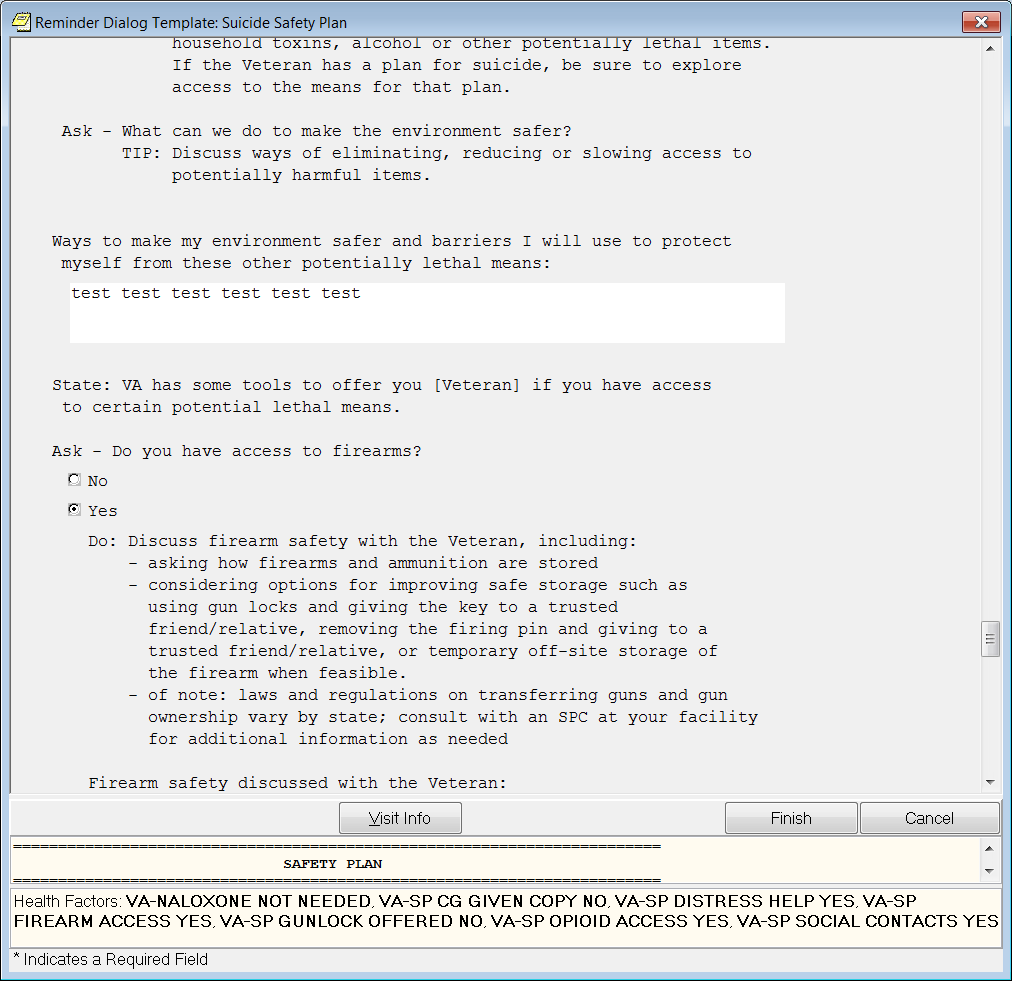 Reminder Dialog Template: Suicide Safety Plan
household toxins, alcohol or other potentially lethal items.
If the Veteran has a plan for suicide, be sure to explore
access to the means for that plan.
Ask - What can we do to make the environment safer?
TIP: Discuss ways of eliminating, reducing or slowing access to
potentially harmful items.
Ways to make my environment safer and barriers I will use to protect
myself from these other potentially lethal means:
test test test test test test
State: VA has some tools to offer you [Veteran] if you have access
to certain potential lethal means.
Ask - Do you have access to firearms?
No
Yes
Do: Discuss firearm safety with the Veteran, including:
- asking how firearms and ammunition are stored
- considering options for improving safe storage such as
using gun locks and giving the key to a trusted
friend/relative, removing the firing pin and giving to a
trusted friend/relative, or temporary off-site storage of
the firearm when feasible.
- of note: laws and regulations on transferring guns and gun
ownership vary by state; consult with an SPC at your facility
for additional information as needed
Firearm safety discussed with the Veteran:
Visit Info Finish Cancel
SAFETY PLAN
Health Factors: VA-NALOXONE NOT NEEDED, VA-SP CG GIVEN COPY NO, VA-SP DISTRESS HELP YES, VA-SP
FIREARM ACCESS YES, VA-SP GUNLOCK OFFERED NO, VA-SP OPIOID ACCESS YES, VA-SP SOCIAL CONTACTS YES
* Indicates a Required Field